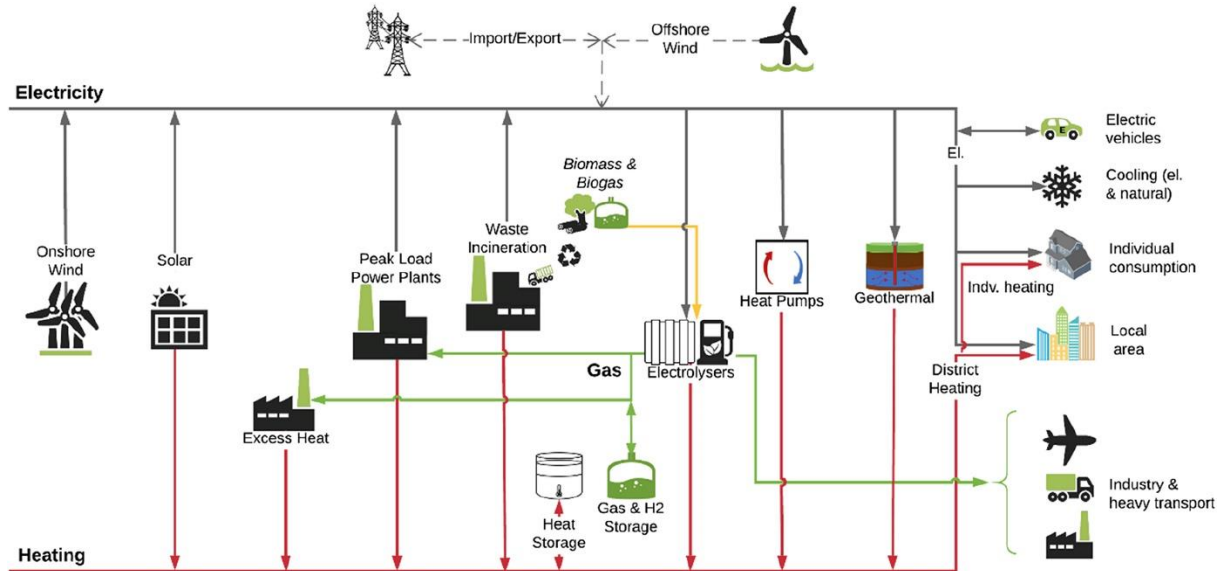 Import/Export
Offshore
Wind
Electricity
Electric
vehicles
El.
Biomass &
Biogas
Cooling (el.
& natural)
Onshore
Wind
Solar
Peak Load
Power Plants
Waste
Incineration
Individual
consumption
Heat Pumps
Geothermal
Indv. heating
E
Local
area
Gas
Electrolysers
District
Heating
Excess Heat
Gas & H2
Storage
Heat
Storage
Industry &
heavy transport
Heating